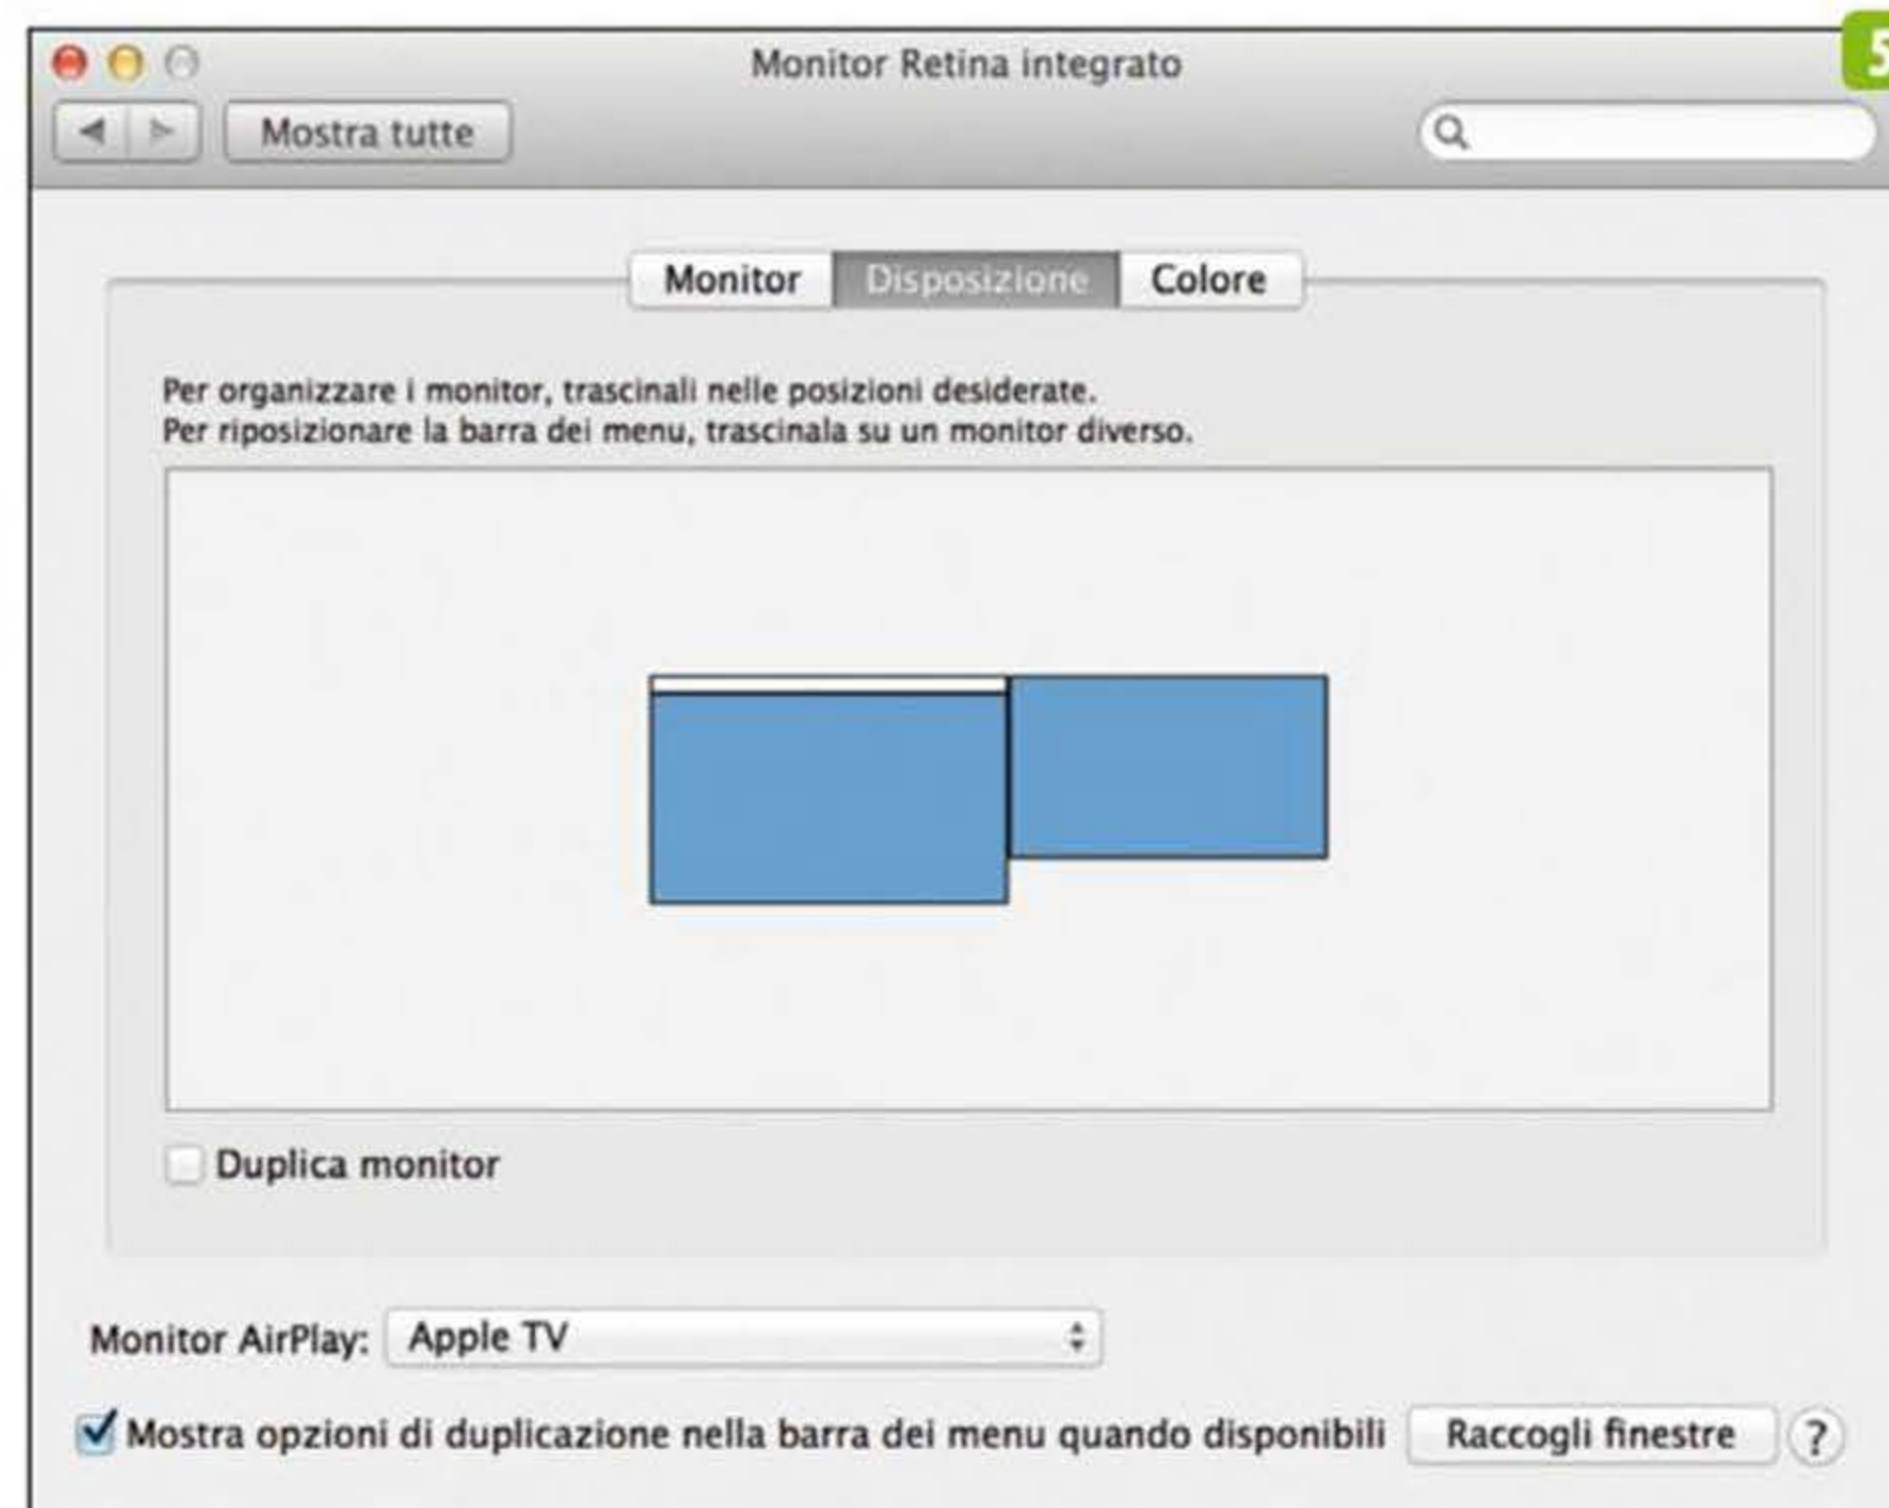 5
Monitor Retina integrato
Mostra tutte
Monitor Disposizione Colore
Per organizzare i monitor, trascinali nelle posizioni desiderate.
Per riposizionare la barra dei menu, trascinala su un monitor diverso.
Duplica monitor
Monitor AirPlay: Apple TV
Mostra opzioni di duplicazione nella barra dei menu quando disponibili Raccogli finestre ?